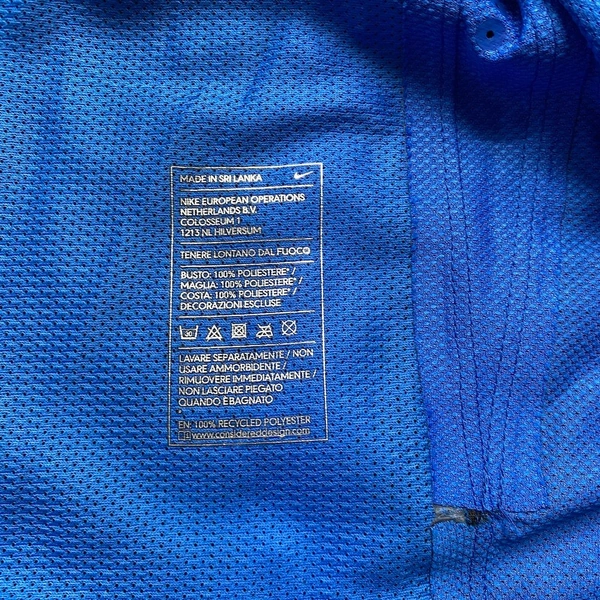 MADE IN SRI LANKA
NIKE EUROPEAN OPERATIONS
NETHERLANDS B.V.
COLOSSEUM 1
1213 NL HILVERSUM
TENERE LONTANO DAL FUOCO
BUSTO: 100% POLIESTERE* /
MAGLIA: 100% POLIESTERE* /
COSTA: 100% POLIESTERE* /
DECORAZIONI ESCLUSE
30
LAVARE SEPARATAMENTE / NON
USARE AMMORBIDENTE /
RIMUOVERE IMMEDIATAMENTE /
NON LASCIARE PIEGATO
QUANDO È BAGNATO
*
EN: 100% RECYCLED POLYESTER
www.considereddesign.com